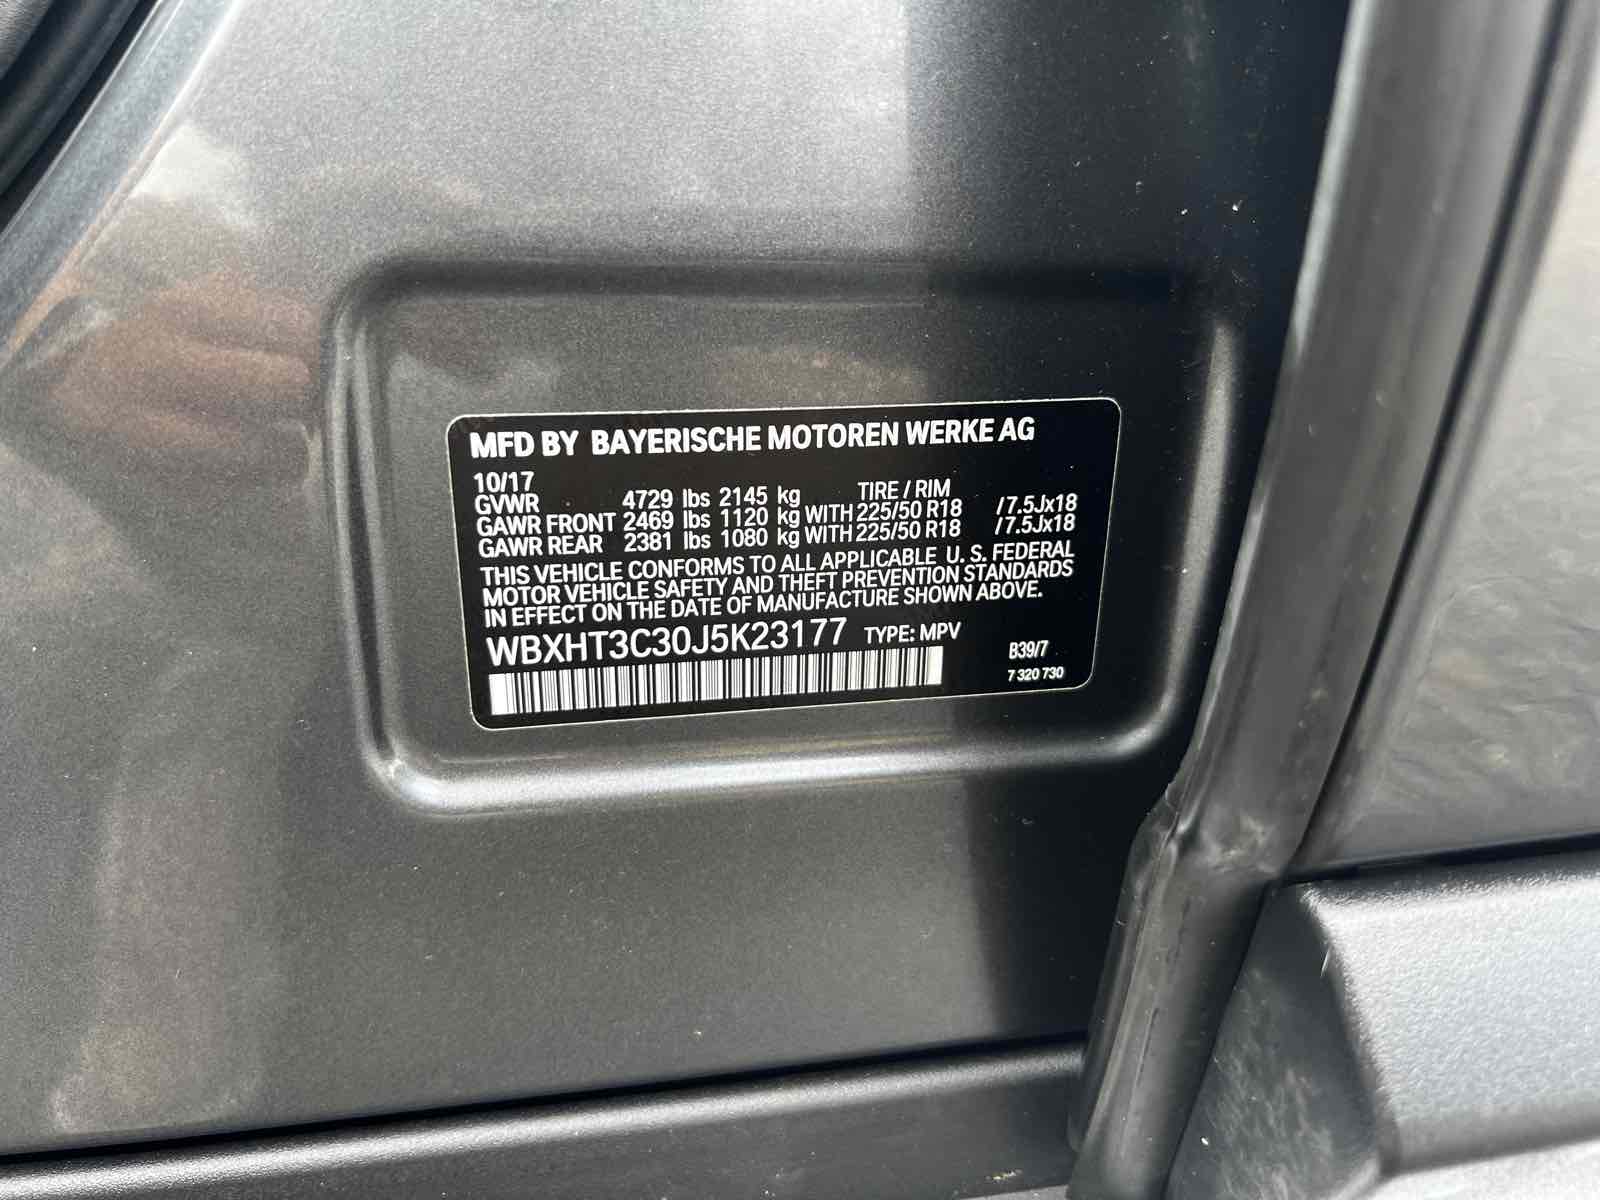 MFD BY BAYERISCHE MOTOREN WERKE AG
10/17
GVWR 4729 lbs 2145 kg TIRE / RIM
GAWR FRONT 2469 lbs 1120 kg WITH 225/50 R18 /7.5Jx18
GAWR REAR 2381 lbs 1080 kg WITH 225/50 R18 /7.5Jx18
THIS VEHICLE CONFORMS TO ALL APPLICABLE U. S. FEDERAL
MOTOR VEHICLE SAFETY AND THEFT PREVENTION STANDARDS
IN EFFECT ON THE DATE OF MANUFACTURE SHOWN ABOVE.
WBXHT3C30J5K23177 TYPE: MPV
B39/7
7 320 730